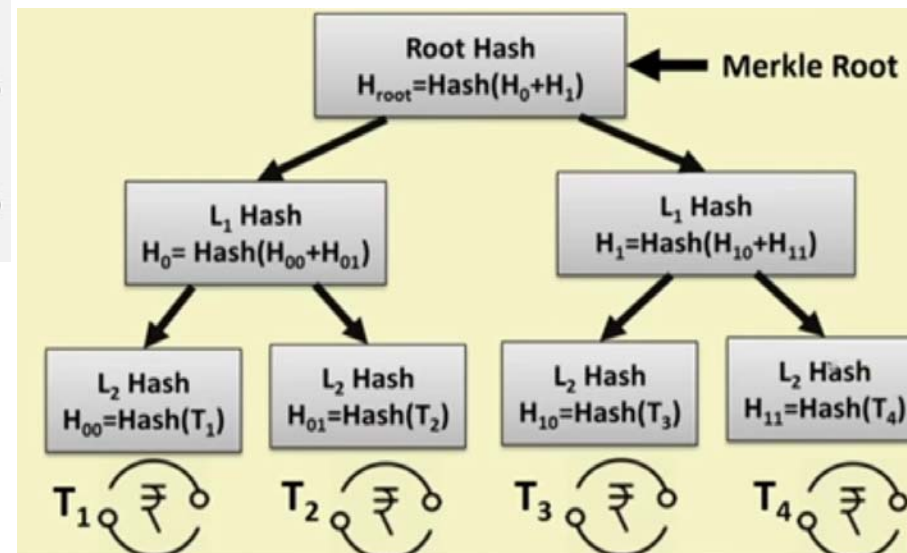 Root Hash
H_root=Hash(H₀+H₁)
Merkle Root
L₁ Hash
H₀= Hash(H₀₀+H₀₁)
L₁ Hash
H₁=Hash(H₁₀+H₁₁)
L₂ Hash
H₀₀=Hash(T₁)
L₂ Hash
H₀₁=Hash(T₂)
L₂ Hash
H₁₀=Hash(T₃)
L₂ Hash
H₁₁=Hash(T₄)
T₁ ₹
T₂ ₹
T₃ ₹
T₄ ₹